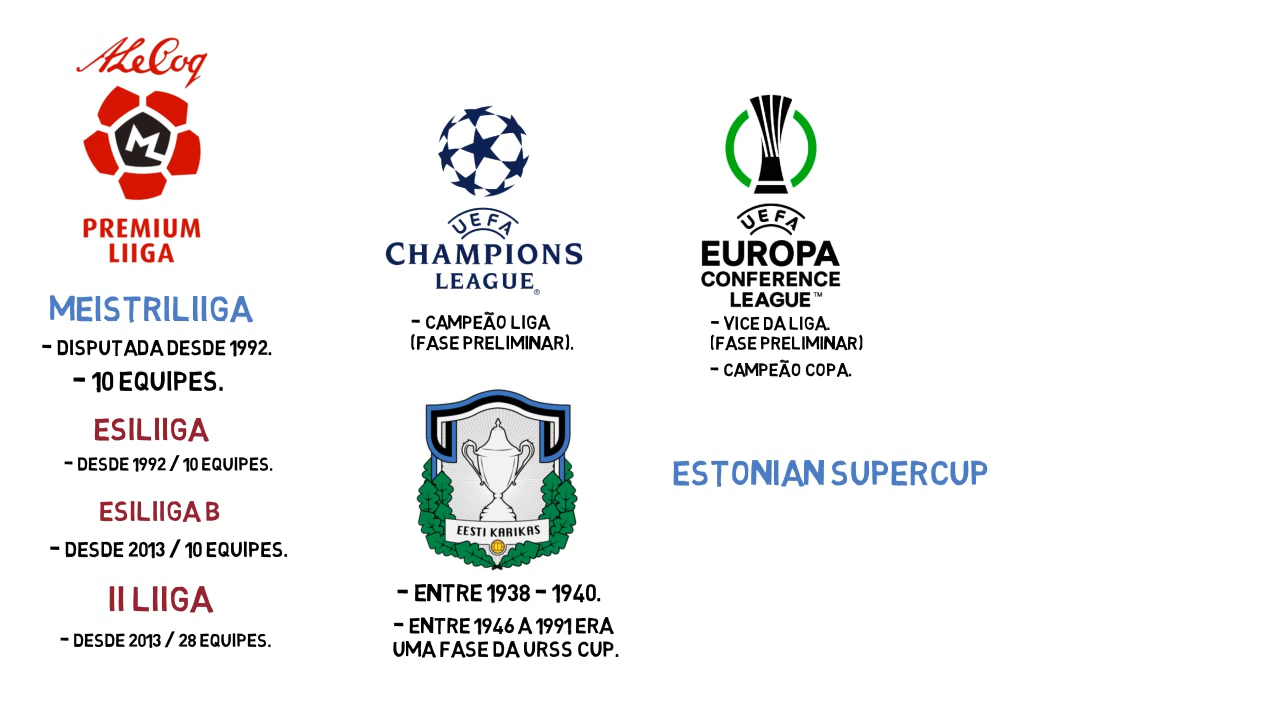 ALeCoq
M
PREMIUM
LIIGA
MEISTRILIIGA
- DISPUTADA DESDE 1992.
- 10 EQUIPES.
ESILIIGA
- DESDE 1992 / 10 EQUIPES.
ESILIIGA B
- DESDE 2013 / 10 EQUIPES.
II LIIGA
- DESDE 2013 / 28 EQUIPES.
UEFA
CHAMPIONS
LEAGUE®
- CAMPEÃO LIGA
(FASE PRELIMINAR).
EESTI KARIKAS
- ENTRE 1938 - 1940.
- ENTRE 1946 A 1991 ERA
UMA FASE DA URSS CUP.
UEFA
EUROPA
CONFERENCE
LEAGUE™
- VICE DA LIGA.
(FASE PRELIMINAR)
- CAMPEÃO COPA.
ESTONIAN SUPERCUP